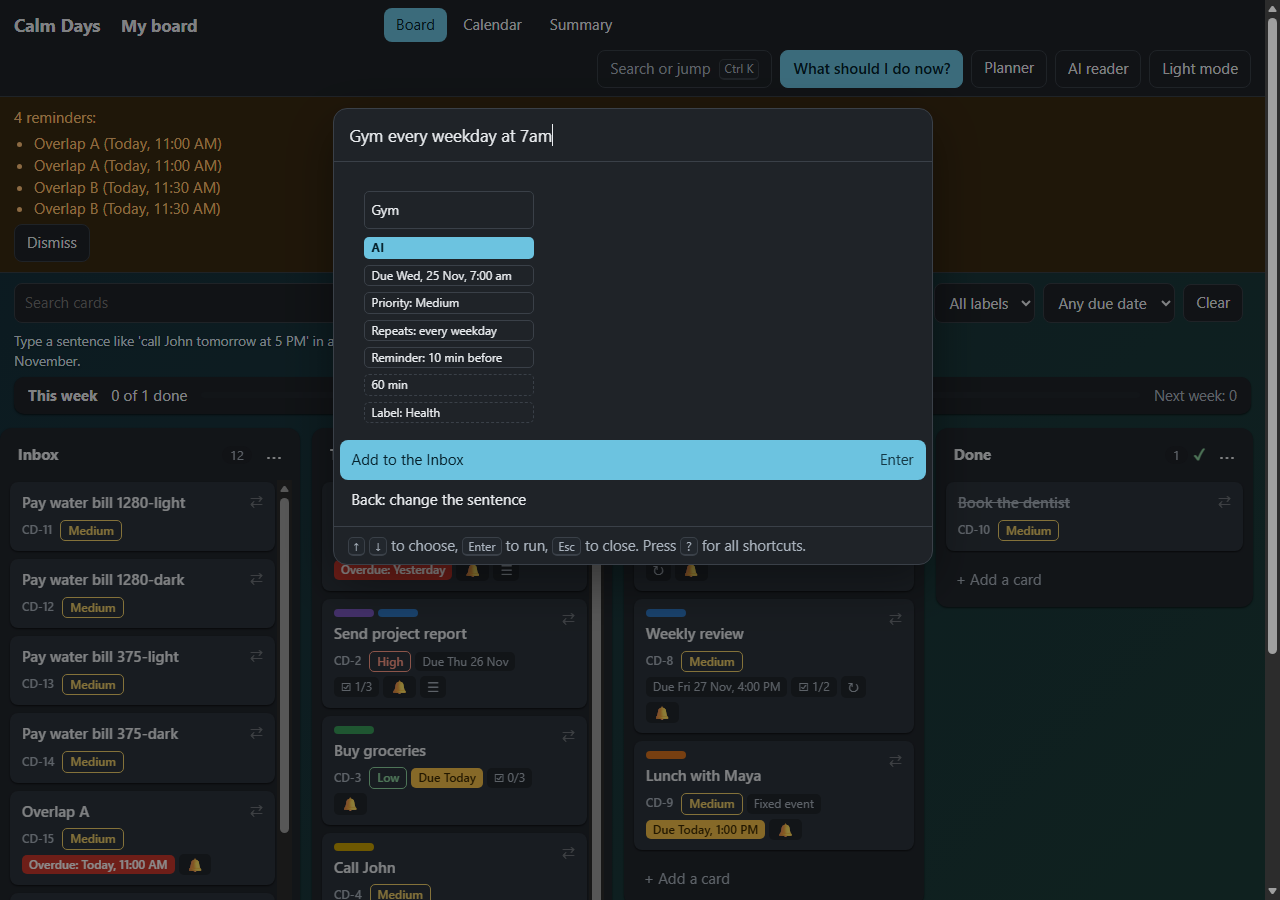 Calm Days My board Board Calendar Summary
Search or jump Ctrl K What should I do now? Planner AI reader Light mode
4 reminders:
Overlap A (Today, 11:00 AM)
Overlap A (Today, 11:00 AM)
Overlap B (Today, 11:30 AM)
Overlap B (Today, 11:30 AM)
Dismiss
Gym every weekday at 7am
Gym
AI
Due Wed, 25 Nov, 7:00 am
Priority: Medium
Repeats: every weekday
Reminder: 10 min before
60 min
Label: Health
Add to the Inbox Enter
Back: change the sentence
↑ ↓ to choose, Enter to run, Esc to close. Press ? for all shortcuts.
Search cards All labels Any due date Clear
Type a sentence like 'call John tomorrow at 5 PM' in a
November.
This week 0 of 1 done Next week: 0
Inbox 12 ...
Pay water bill 1280-light
CD-11 Medium
Pay water bill 1280-dark
CD-12 Medium
Pay water bill 375-light
CD-13 Medium
Pay water bill 375-dark
CD-14 Medium
Overlap A
CD-15 Medium
Overdue: Today, 11:00 AM
Overdue: Yesterday
Send project report
CD-2 High Due Thu 26 Nov
1/3
Buy groceries
CD-3 Low Due Today 0/3
Call John
CD-4 Medium
Weekly review
CD-8 Medium
Due Fri 27 Nov, 4:00 PM 1/2
Lunch with Maya
CD-9 Medium Fixed event
Due Today, 1:00 PM
+ Add a card
Done 1 ✓ ...
Book the dentist
CD-10 Medium
+ Add a card